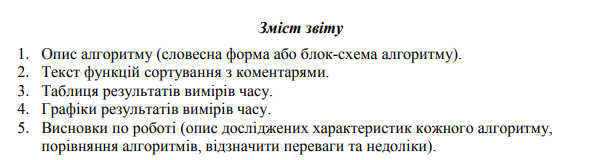 Зміст звіту
1. Опис алгоритму (словесна форма або блок-схема алгоритму).
2. Текст функцій сортування з коментарями.
3. Таблиця результатів вимірів часу.
4. Графіки результатів вимірів часу.
5. Висновки по роботі (опис досліджених характеристик кожного алгоритму,
порівняння алгоритмів, відзначити переваги та недоліки).